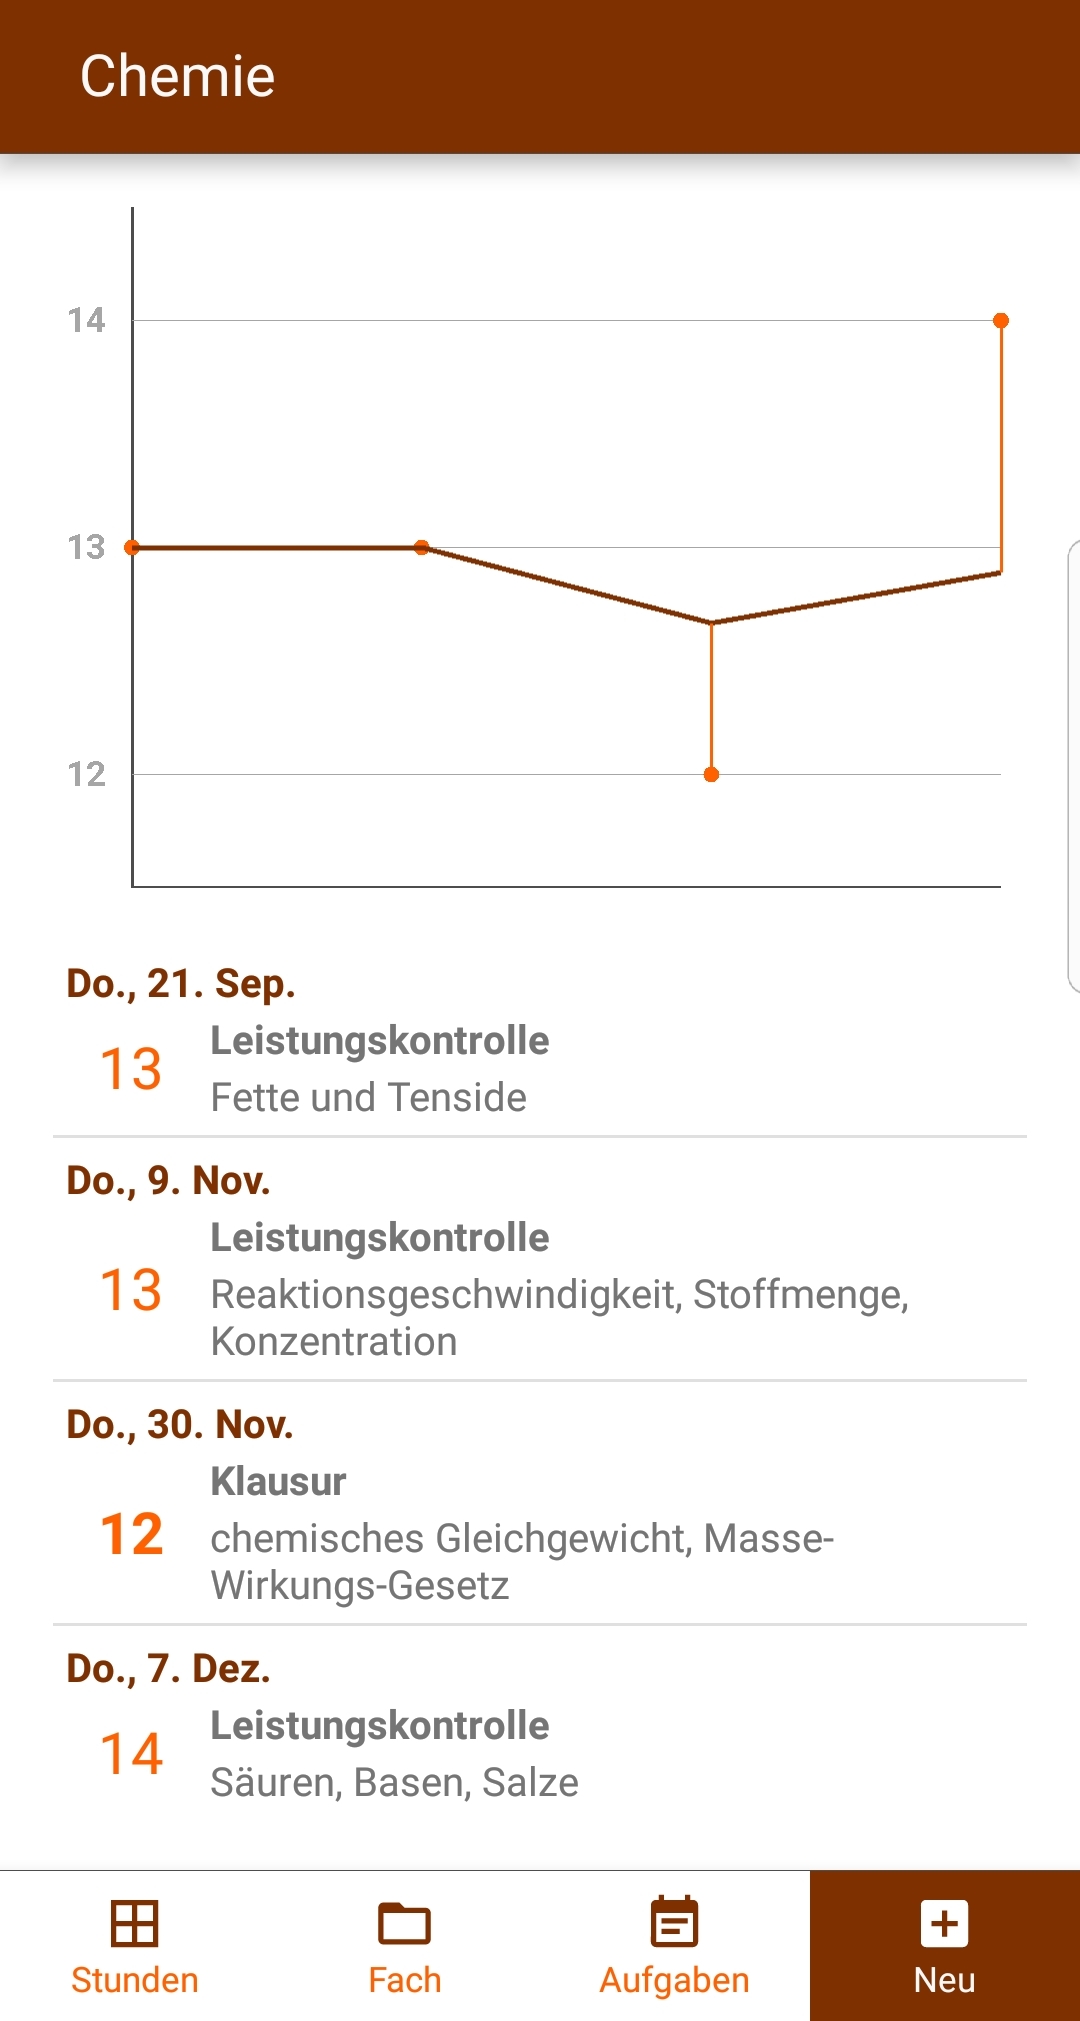 Chemie
14
13
12
Do., 21. Sep.
13
Leistungskontrolle
Fette und Tenside
Do., 9. Nov.
13
Leistungskontrolle
Reaktionsgeschwindigkeit, Stoffmenge,
Konzentration
Do., 30. Nov.
12
Klausur
chemisches Gleichgewicht, Masse-
Wirkungs-Gesetz
Do., 7. Dez.
14
Leistungskontrolle
Säuren, Basen, Salze
Stunden
Fach
Aufgaben
Neu